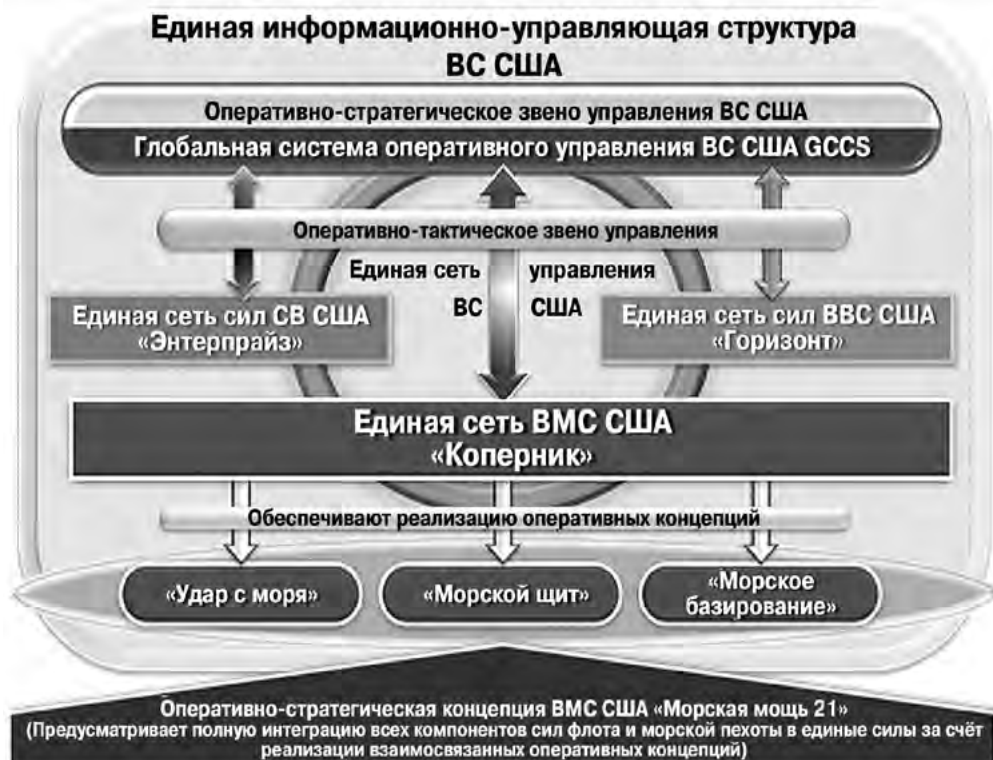 Единая информационно-управляющая структура
ВС США
Оперативно-стратегическое звено управления ВС США
Глобальная система оперативного управления ВС США GCCS
Оперативно-тактическое звено управления
Единая сеть управления
ВС США
Единая сеть сил СВ США
«Энтерпрайз»
Единая сеть сил ВВС США
«Горизонт»
Единая сеть ВМС США
«Коперник»
Обеспечивают реализацию оперативных концепций
«Удар с моря»
«Морской щит»
«Морское
базирование»
Оперативно-стратегическая концепция ВМС США «Морская мощь 21»
(Предусматривает полную интеграцию всех компонентов сил флота и морской пехоты в единые силы за счёт
реализации взаимосвязанных оперативных концепций)